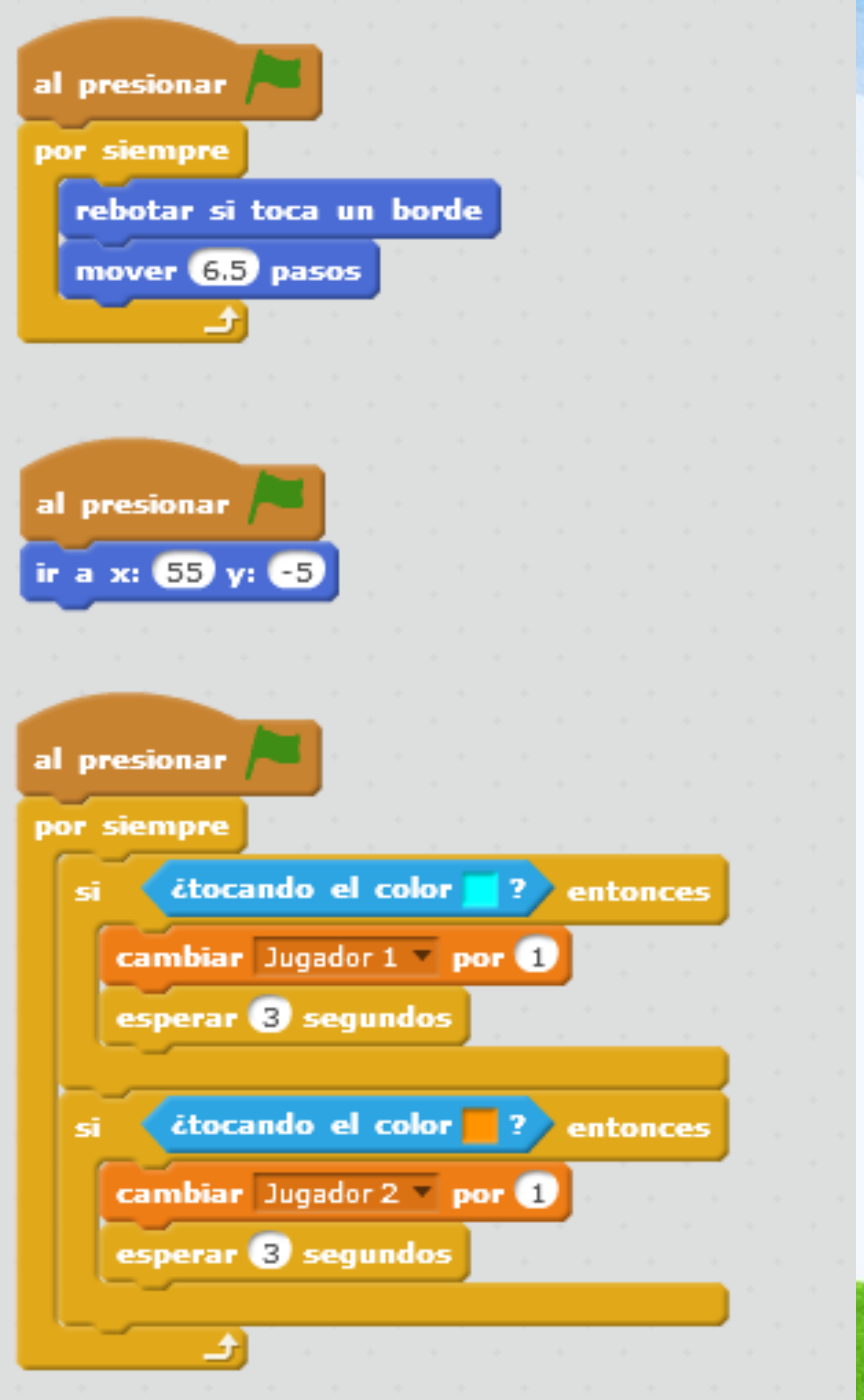 al presionar
por siempre
rebotar si toca un borde
mover 6.5 pasos
al presionar
ir a x: 55 y: -5
al presionar
por siempre
si ¿tocando el color ? entonces
cambiar Jugador 1 por 1
esperar 3 segundos
si ¿tocando el color ? entonces
cambiar Jugador 2 por 1
esperar 3 segundos